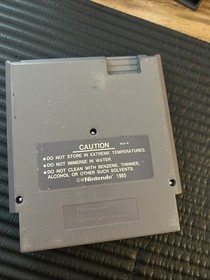 CAUTION
•DO NOT STORE IN EXTREME TEMPERATURES.
•DO NOT IMMERSE IN WATER.
•DO NOT CLEAN WITH BENZENE, THINNER,
ALCOHOL OR OTHER SUCH SOLVENTS.
©®Nintendo 1985